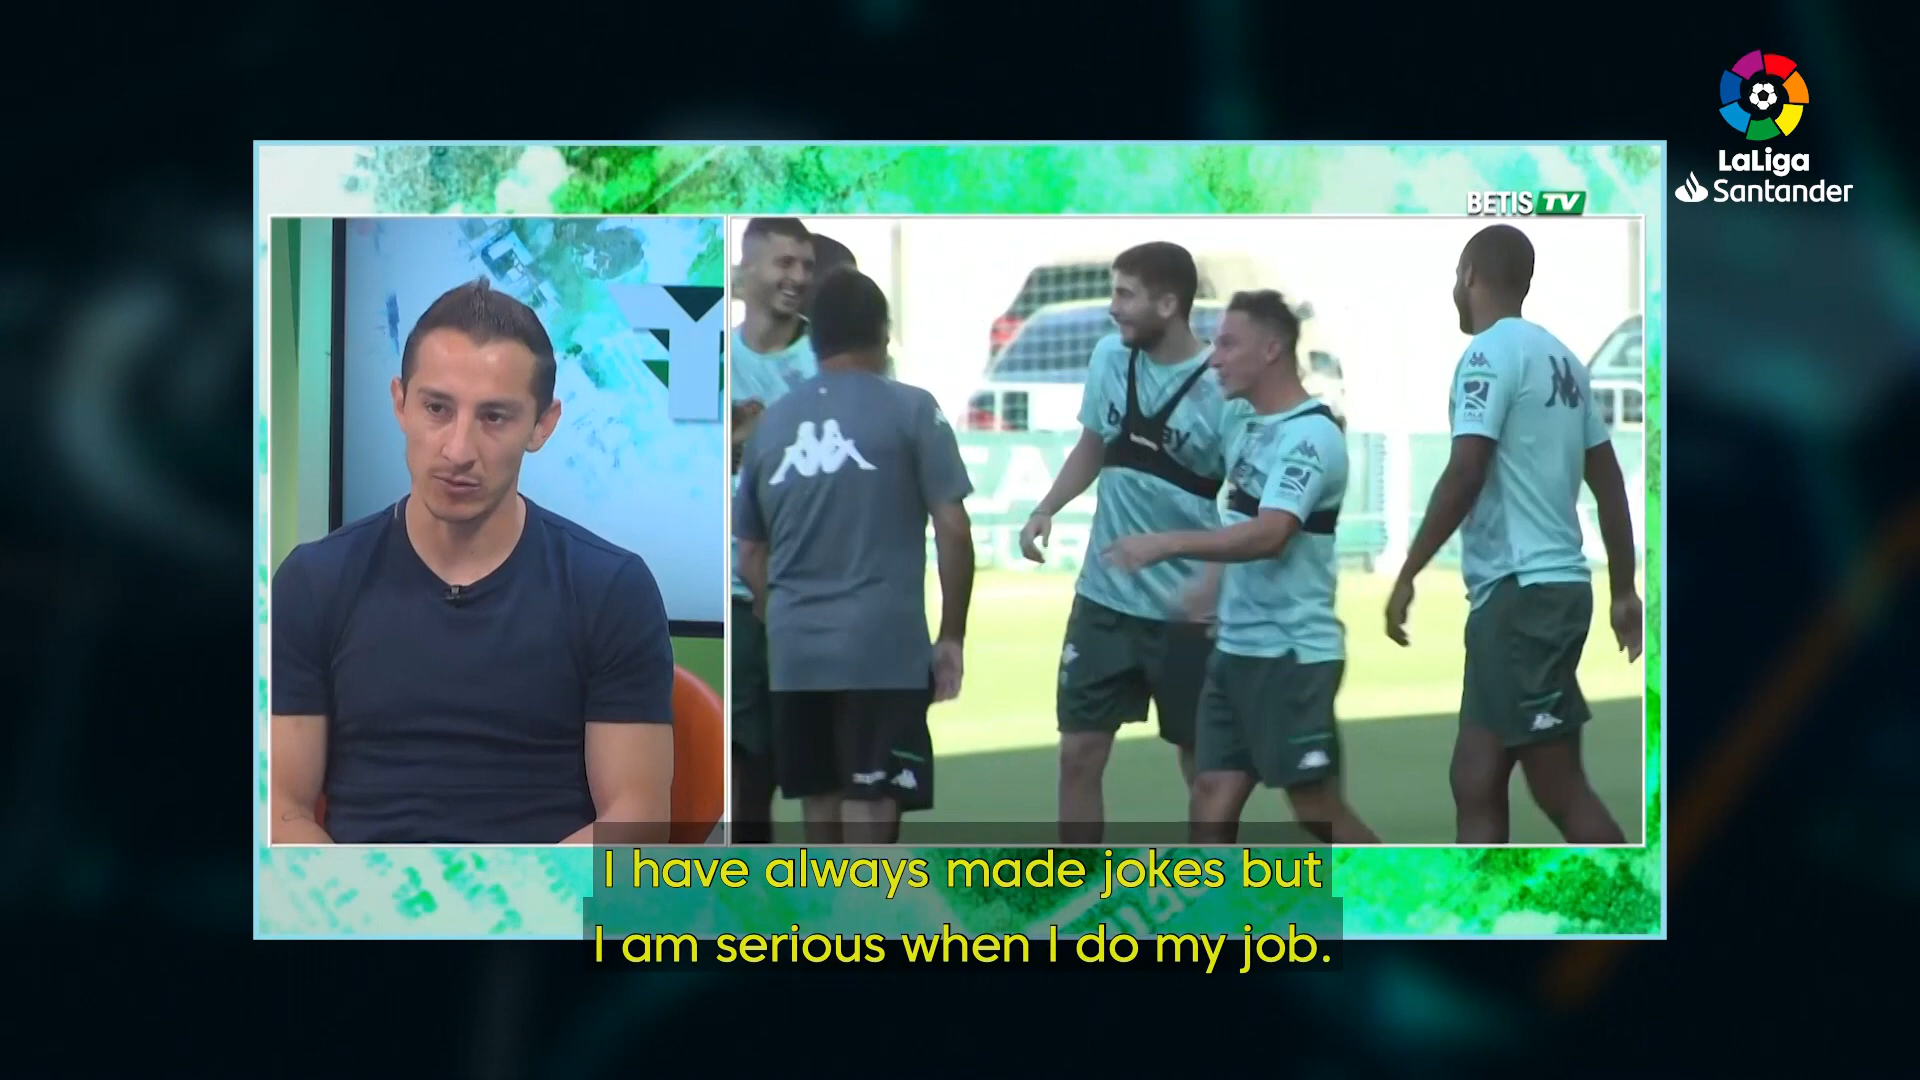 LaLiga
Santander
BETIS TV
I have always made jokes but
I am serious when I do my job.